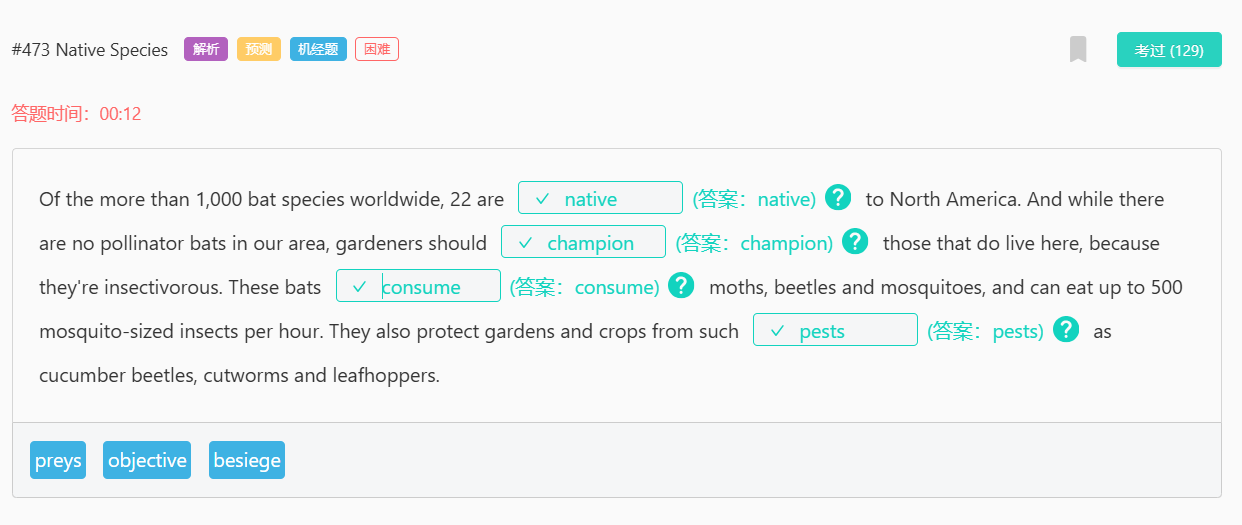 #473 Native Species 解析 预测 机经题 困难 考过 (129)
答题时间：00:12
Of the more than 1,000 bat species worldwide, 22 are native (答案：native) ? to North America. And while there
are no pollinator bats in our area, gardeners should champion (答案：champion) ? those that do live here, because
they're insectivorous. These bats consume (答案：consume) ? moths, beetles and mosquitoes, and can eat up to 500
mosquito-sized insects per hour. They also protect gardens and crops from such pests (答案：pests) ? as
cucumber beetles, cutworms and leafhoppers.
preys objective besiege